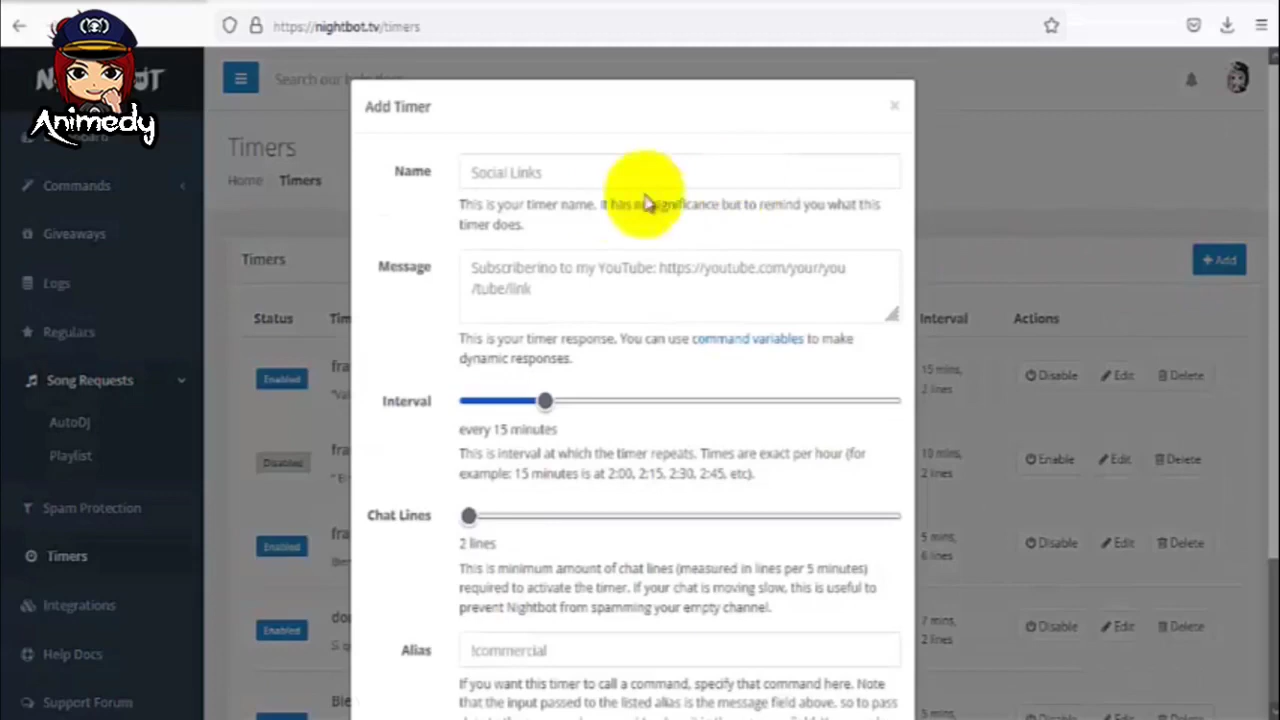 https://nightbot.tv/timers
Animedy
Search our help docs
Commands
Giveaways
Logs
Regulars
Song Requests
AutoDJ
Playlist
Spam Protection
Timers
Integrations
Help Docs
Support Forum
Timers
Home Timers
Timers
+ Add
Status
Interval Actions
Enabled
15 mins,
2 lines
Disable Edit Delete
Disabled
10 mins,
2 lines
Enable Edit Delete
Enabled
5 mins,
6 lines
Disable Edit Delete
Enabled
7 mins,
2 lines
Disable Edit Delete
5 mins,
Add Timer
×
Name
Social Links
This is your timer name. It has no significance but to remind you what this
timer does.
Message
Subscriberino to my YouTube: https://youtube.com/your/you
/tube/link
This is your timer response. You can use command variables to make
dynamic responses.
Interval
every 15 minutes
This is interval at which the timer repeats. Times are exact per hour (for
example: 15 minutes is at 2:00, 2:15, 2:30, 2:45, etc).
Chat Lines
2 lines
This is minimum amount of chat lines (measured in lines per 5 minutes)
required to activate the timer. If your chat is moving slow, this is useful to
prevent Nightbot from spamming your empty channel.
Alias
!commercial
If you want this timer to call a command, specify that command here. Note
that the input passed to the listed alias is the message field above, so to pass